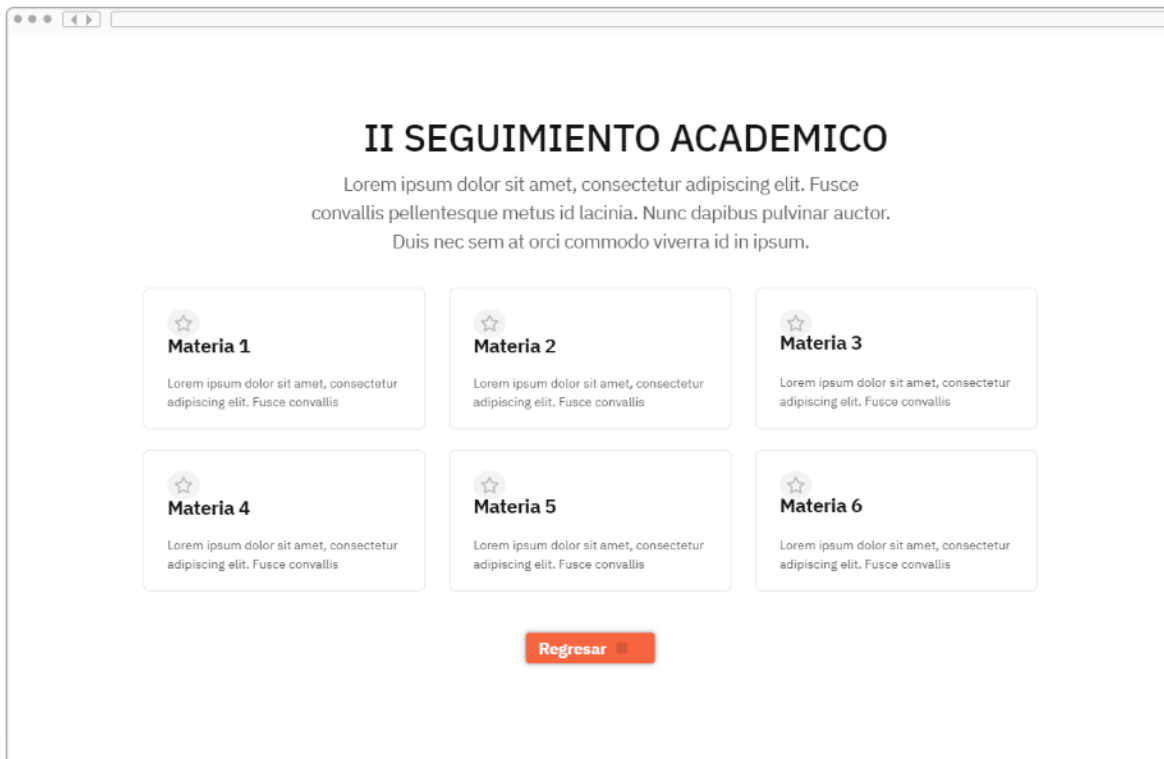 II SEGUIMIENTO ACADEMICO
Lorem ipsum dolor sit amet, consectetur adipiscing elit. Fusce
convallis pellentesque metus id lacinia. Nunc dapibus pulvinar auctor.
Duis nec sem at orci commodo viverra id in ipsum.
Materia 1
Lorem ipsum dolor sit amet, consectetur
adipiscing elit. Fusce convallis
Materia 2
Lorem ipsum dolor sit amet, consectetur
adipiscing elit. Fusce convallis
Materia 3
Lorem ipsum dolor sit amet, consectetur
adipiscing elit. Fusce convallis
Materia 4
Lorem ipsum dolor sit amet, consectetur
adipiscing elit. Fusce convallis
Materia 5
Lorem ipsum dolor sit amet, consectetur
adipiscing elit. Fusce convallis
Materia 6
Lorem ipsum dolor sit amet, consectetur
adipiscing elit. Fusce convallis
Regresar